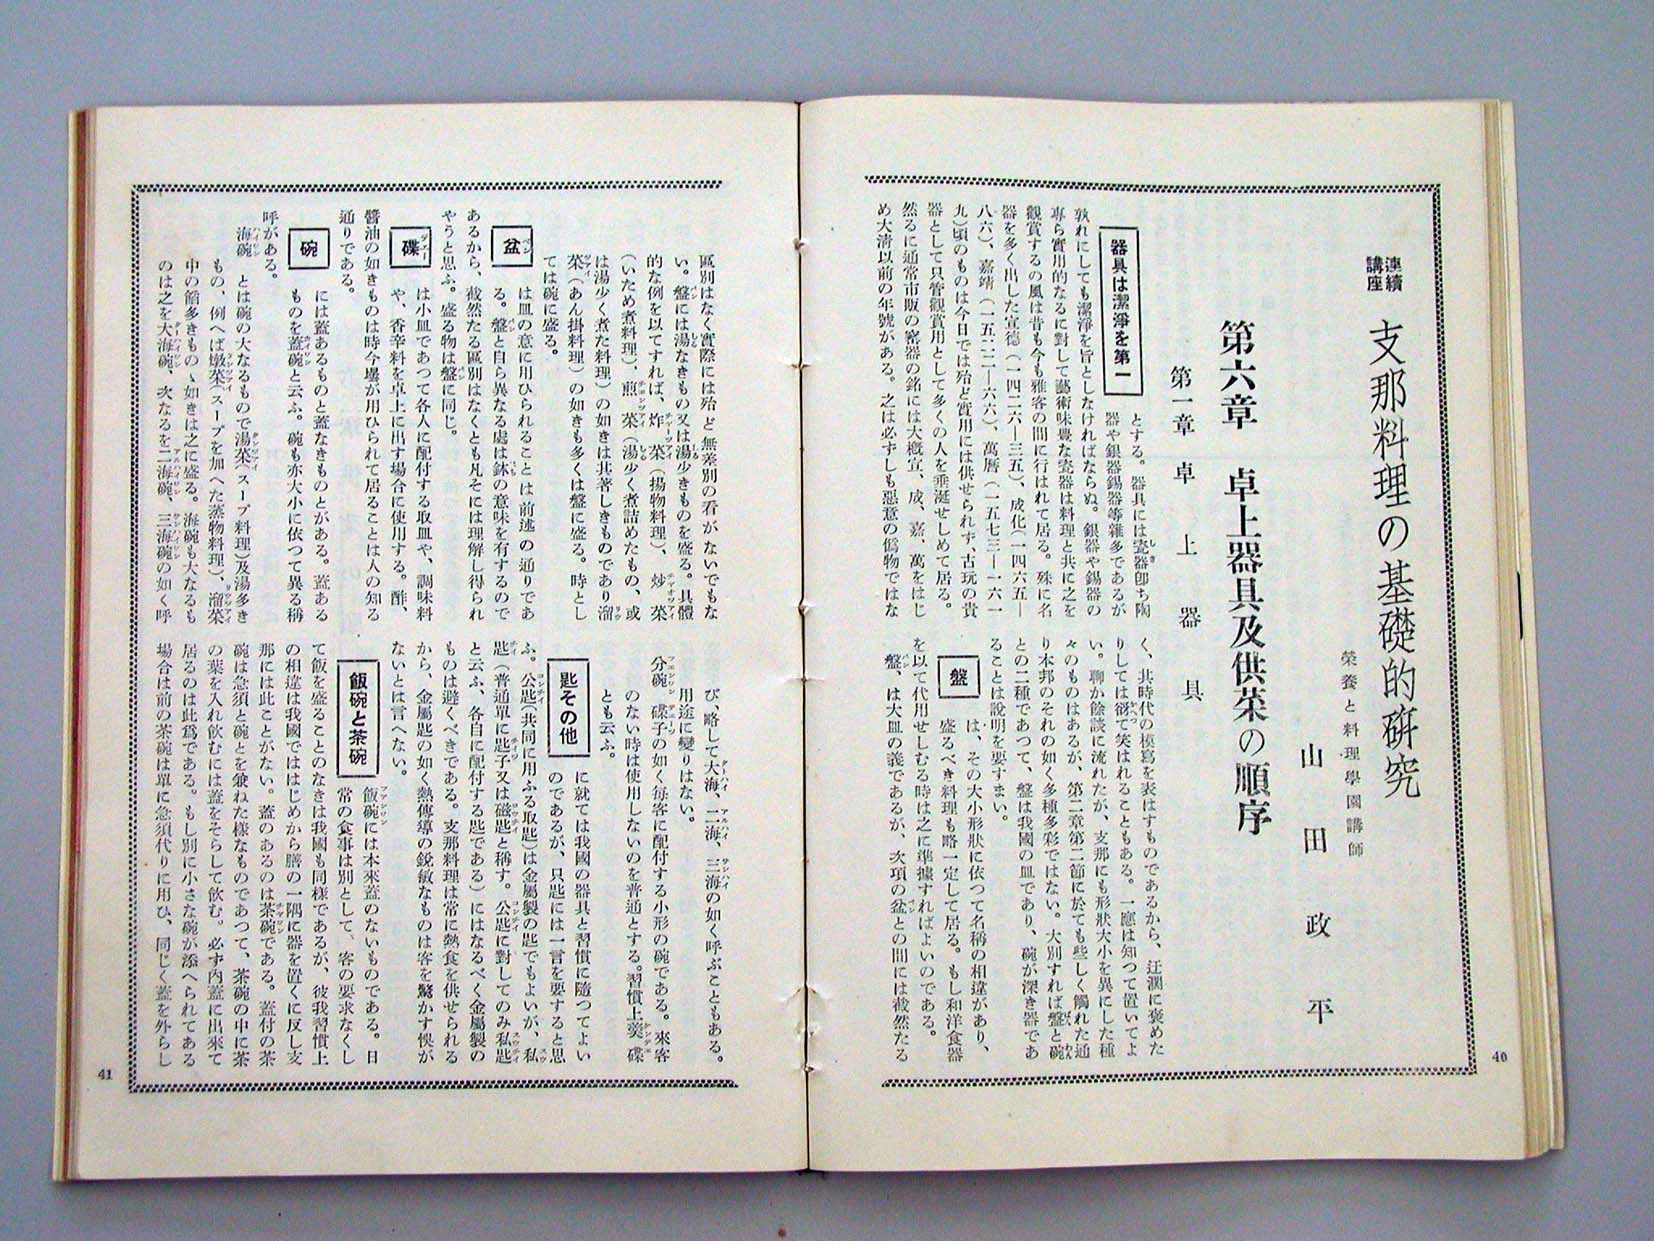 連續
講座
支那料理の基礎的硏究
榮養と料理學園講師
山田政平
第六章 卓上器具及供菜の順序
第一章 卓上器具
器具は潔淨を第一
とする。器具には瓷器卽ち陶
器や銀器錫器等雜多であるが
孰れにしても潔淨を旨としなければならぬ。銀器や錫器の
專ら實用的なるに對して藝術味豐な瓷器は料理と共に之を
觀賞するの風は昔も今も雅客の間に行はれて居る。殊に名
器を多く出した宣德(一四二六―三五)、成化(一四六五―
八六)、嘉靖(一五二二―六六)、萬曆(一五七三―一六一
九)頃のものは今日では殆ど實用には供せられず、古玩の貴
器として只管觀賞用として多くの人を垂涎せしめて居る。
然るに通常市販の窑器の銘には大槪宣、成、嘉、萬をはじ
め大淸以前の年號がある。之は必ずしも惡意の僞物ではな
く、其時代の模寫を表はすものであるから、迂濶に褒めた
りしては窃て笑はれることもある。一應は知つて置いてよ
い。聊か餘談に流れたが、支那にも形狀大小を異にした種
々のものはあるが、第二章第二節に於ても些しく觸れた通
り本邦のそれの如く多種多彩ではない。大別すれば盤と碗
との二種であつて、盤は我國の皿であり、碗が深き器であ
ることは說明を要すまい。
盤
は、その大小形狀に依つて名稱の相違があり、
盛るべき料理も略一定して居る。もし和洋食器
を以て代用せしむる時は之に準據すればよいのである。
盤、は大皿の義であるが、次項の盆との間には截然たる
40
區別はなく實際には殆ど無差別の看がないでもな
い。盤には湯なきもの又は湯少きものを盛る。具體
的な例を以てすれば、炸菜(揚物料理)、炒菜
(いため煮料理)、煎菜(湯少く煮詰めたもの、或
は湯少く煮た料理)の如きは其著しきものであり溜
菜(あん掛料理)の如きも多くは盤に盛る。時とし
ては碗に盛る。
盆
は皿の意に用ひられることは前述の通りであ
る。盤と自ら異なる處は鉢の意味を有するので
あるから、截然たる區別はなくとも凡そには理解し得られ
やうと思ふ。盛る物は盤に同じ。
碟
は小皿であつて各人に配付する取皿や、調味料
や、香辛料を卓上に出す場合に使用する。酢、
醬油の如きものは時今壜が用ひられて居ることは人の知る
通りである。
碗
には蓋あるものと蓋なきものとがある。蓋ある
ものを蓋碗と云ふ。碗も亦大小に依つて異る稱
呼がある。
海碗 とは碗の大なるもので湯菜(スープ料理)及湯多き
もの、例へば燉菜(スープを加へた蒸物料理)、溜菜
中の餡多きものゝ如きは之に盛る。海碗も大なるも
のは之を大海碗、次なるを二海碗、三海碗の如く呼
び、略して大海、二海、三海の如く呼ぶこともある。
用途に變りはない。
分碗 碟子の如く每客に配付する小形の碗である。來客
のない時は使用しないのを普通とする。習慣上羹碟
とも云ふ。
匙その他
に就ては我國の器具と習慣に隨つてよい
のであるが、只匙には一言を要すると思
ふ。公匙(共同に用ふる取匙)は金屬製の匙でもよいが、私
匙(普通單に匙子又は磁匙と稱す。公匙に對してのみ私匙
と云ふ、各自に配付する匙である)にはなるべく金屬製の
ものは避くべきである。支那料理は常に熱食を供せられる
から、金屬匙の如く熱傳導の銳敏なものは客を驚かす惧が
ないとは言へない。
飯碗と茶碗
飯碗には本來蓋のないものである。日
常の食事は別として、客の要求なくし
て飯を盛ることのなきは我國も同樣であるが、彼我習慣上
の相違は我國でははじめから膳の一隅に器を置くに反し支
那には此ことがない。蓋のあるのは茶碗である。蓋付の茶
碗は急須と碗とを兼ねた樣なものであつて、茶碗の中に茶
の葉を入れ飮むには蓋をそらして飮む。必ず內蓋に出來て
居るのは此爲である。もし別に小さな碗が添へられてある
場合は前の茶碗は單に急須代りに用ひ、同じく蓋を外らし
41